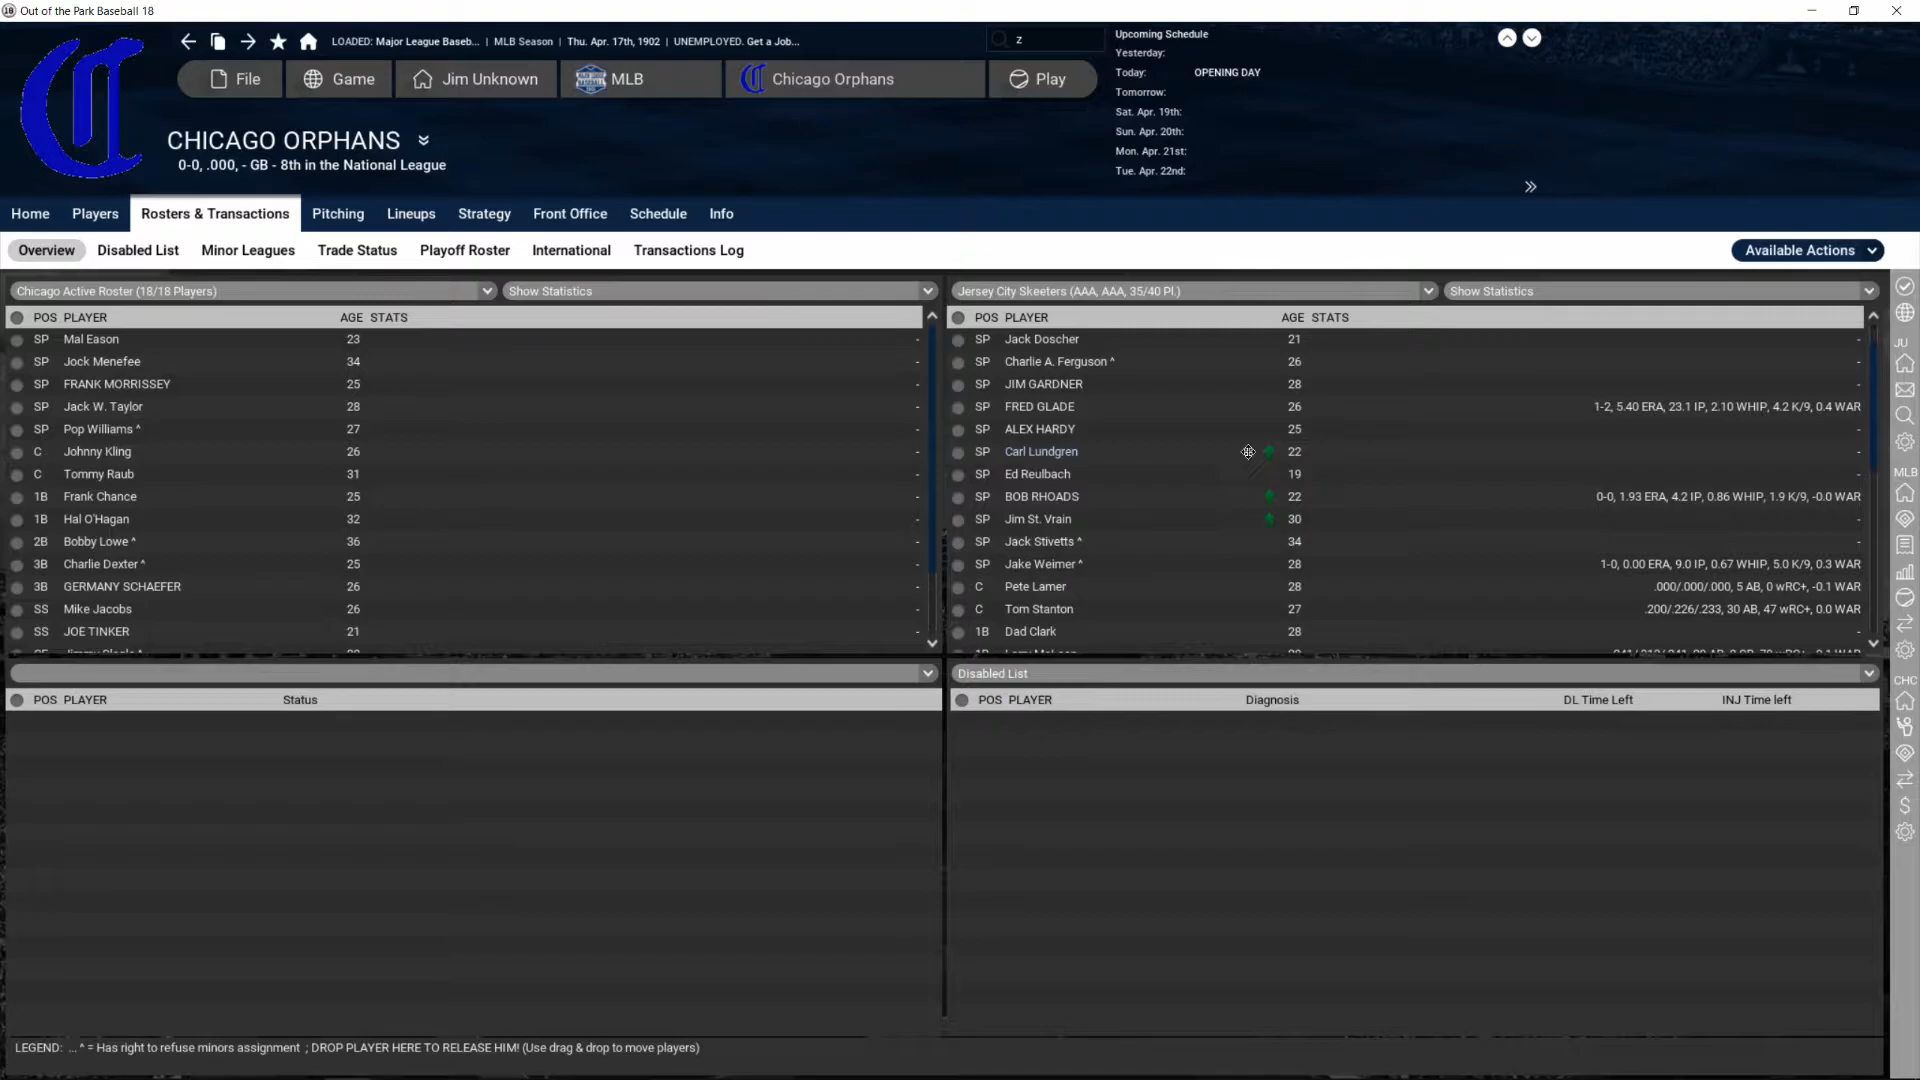 Out of the Park Baseball 18
LOADED: Major League Baseb... | MLB Season | Thu. Apr. 17th, 1902 | UNEMPLOYED. Get a Job...
z
File
Game
Jim Unknown
MLB
Chicago Orphans
Play
Upcoming Schedule
Yesterday:
Today: OPENING DAY
Tomorrow:
Sat. Apr. 19th:
Sun. Apr. 20th:
Mon. Apr. 21st:
Tue. Apr. 22nd:
CHICAGO ORPHANS
0-0, .000, - GB - 8th in the National League
Home Players Rosters & Transactions Pitching Lineups Strategy Front Office Schedule Info
Overview Disabled List Minor Leagues Trade Status Playoff Roster International Transactions Log Available Actions
Chicago Active Roster (18/18 Players) Show Statistics
POS PLAYER AGE STATS
SP Mal Eason 23 -
SP Jock Menefee 34 -
SP FRANK MORRISSEY 25 -
SP Jack W. Taylor 28 -
SP Pop Williams ^ 27 -
C Johnny Kling 26 -
C Tommy Raub 31 -
1B Frank Chance 25 -
1B Hal O'Hagan 32 -
2B Bobby Lowe ^ 36 -
3B Charlie Dexter ^ 25 -
3B GERMANY SCHAEFER 26 -
SS Mike Jacobs 26 -
SS JOE TINKER 21 -
Jersey City Skeeters (AAA, AAA, 35/40 Pl.) Show Statistics
POS PLAYER AGE STATS
SP Jack Doscher 21 -
SP Charlie A. Ferguson ^ 26 -
SP JIM GARDNER 28 -
SP FRED GLADE 26 1-2, 5.40 ERA, 23.1 IP, 2.10 WHIP, 4.2 K/9, 0.4 WAR
SP ALEX HARDY 25 -
SP Carl Lundgren 22 -
SP Ed Reulbach 19 -
SP BOB RHOADS 22 0-0, 1.93 ERA, 4.2 IP, 0.86 WHIP, 1.9 K/9, -0.0 WAR
SP Jim St. Vrain 30 -
SP Jack Stivetts ^ 34 -
SP Jake Weimer ^ 28 1-0, 0.00 ERA, 9.0 IP, 0.67 WHIP, 5.0 K/9, 0.3 WAR
C Pete Lamer 28 .000/.000/.000, 5 AB, 0 wRC+, -0.1 WAR
C Tom Stanton 27 .200/.226/.233, 30 AB, 47 wRC+, 0.0 WAR
1B Dad Clark 28 -
POS PLAYER Status
Disabled List
POS PLAYER Diagnosis DL Time Left INJ Time left
LEGEND: ... ^ = Has right to refuse minors assignment ; DROP PLAYER HERE TO RELEASE HIM! (Use drag & drop to move players)
JU
MLB
CHC